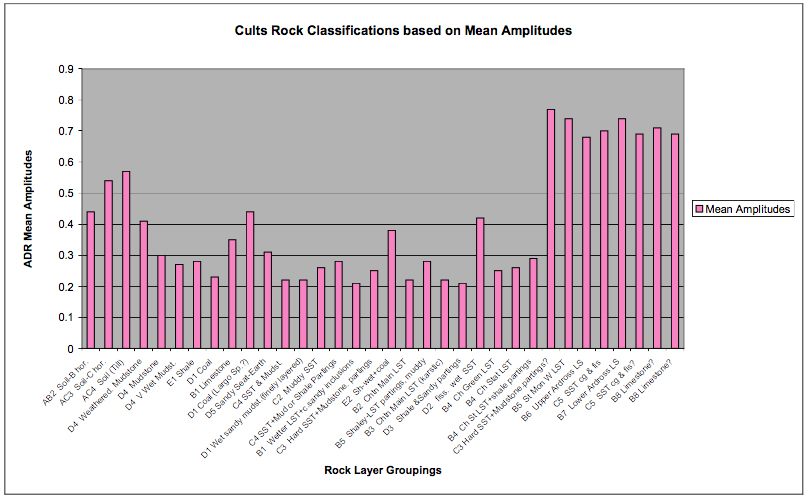 Cults Rock Classifications based on Mean Amplitudes
0.9
0.8
0.7
0.6
0.5
0.4
0.3
0.2
0.1
0
ADR Mean Amplitudes
Mean Amplitudes
AB2 Soil-B hor.
AC3 Soil-C hor.
AC4 Soil (Till)
D4 Weathered. Mudstone
D4 Mudstone
D4 v Wet Mudst.
E1 Shale
D1 Coal
B1 Limestone
D1 Coal (Largo Sp.?)
D5 Sandy Seat-Earth
C4 SST & Mudst.
D1 Wet sandy mudst.(finely layered)
C2 Muddy SST
C4 SST+Mud or Shale Partings
B1 Wetter LST+c.sandy inclusions
C3 Hard SST+Mudstone. partings
E2 Sh-wet+coal
B2 Chtn Main LST
B5 Shaley-LST partings, muddy
B3 Chtn Main LST (karstic)
D3 Shale &Sandy partings
D2 fiss, wet SST
B4 Ch Green LST
B4 Ch Slat LST
B4 Ch St LST+shale partings
C3 Hard SST+Mudstone partings?
B5 St Mon W LST
B6 Upper Ardross LS
C5 SST cg & fis
B7 Lower Ardross LS
C5 SST cg & fis?
B8 Limestone?
B8 Limestone?
Rock Layer Groupings